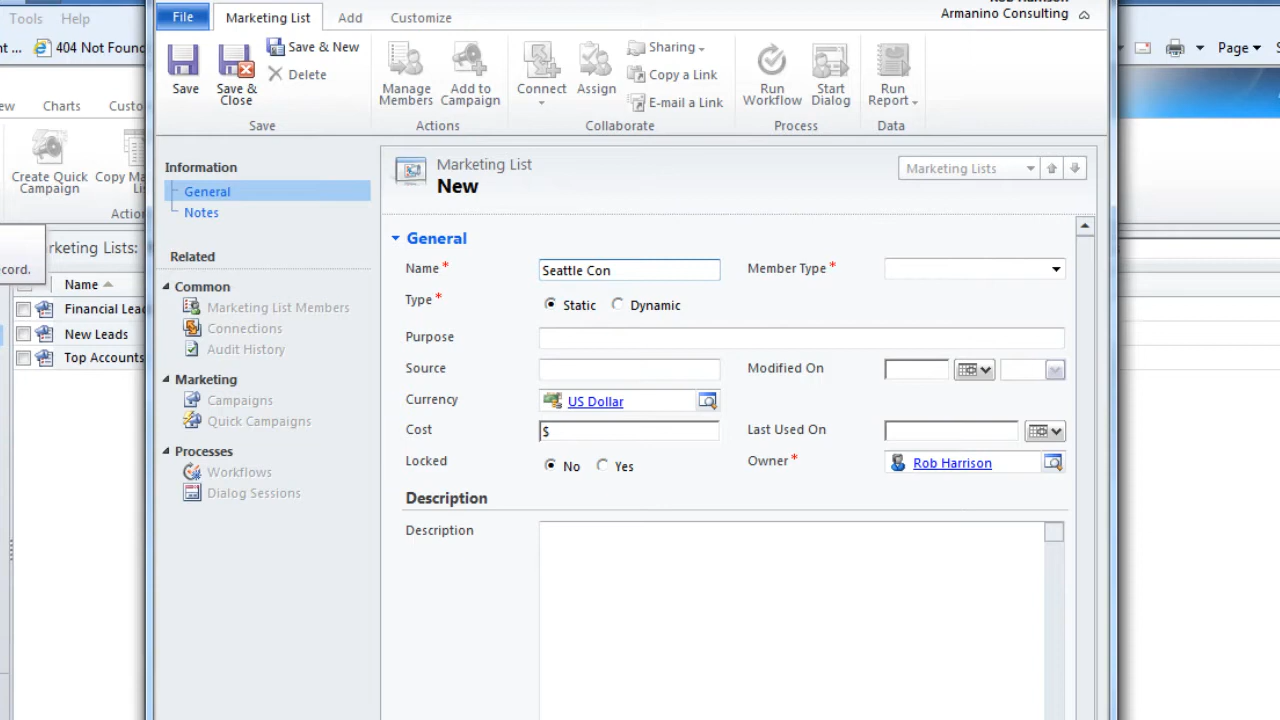 Tools Help
404 Not Found
Page
Charts
Create Quick Campaign
Name
Financial
New Leads
Top Accounts
File Marketing List Add Customize
Armanino Consulting
Save
Save & Close
Save & New
Delete
Save
Manage Members
Add to Campaign
Actions
Connect
Assign
Sharing
Copy a Link
E-mail a Link
Collaborate
Run Workflow
Start Dialog
Process
Run Report
Data
Information
General
Notes
Related
Common
Marketing List Members
Connections
Audit History
Marketing
Campaigns
Quick Campaigns
Processes
Workflows
Dialog Sessions
Marketing List
New
Marketing Lists
General
Name * Seattle Con Member Type *
Type * Static Dynamic
Purpose
Source Modified On
Currency US Dollar
Cost $ Last Used On
Locked No Yes Owner * Rob Harrison
Description
Description